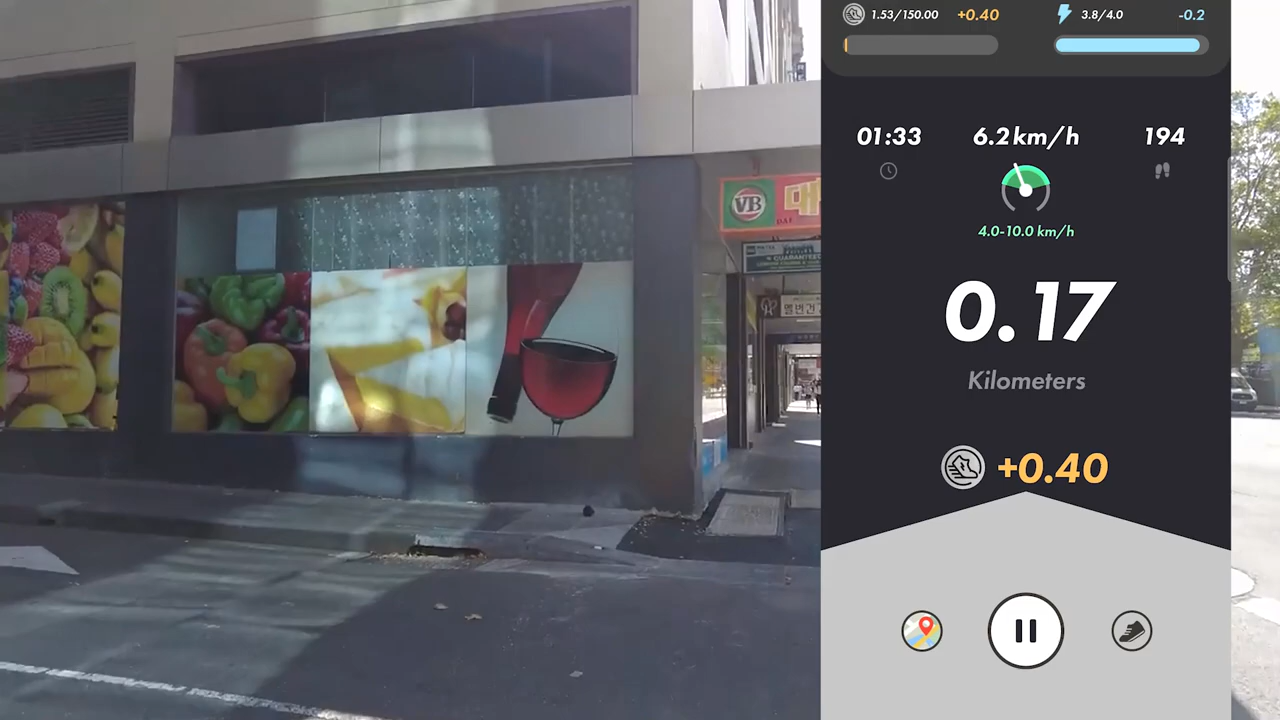 1.53/150.00 +0.40
3.8/4.0 -0.2
01:33
6.2 km/h
194
4.0-10.0 km/h
0.17
Kilometers
+0.40
VB
대